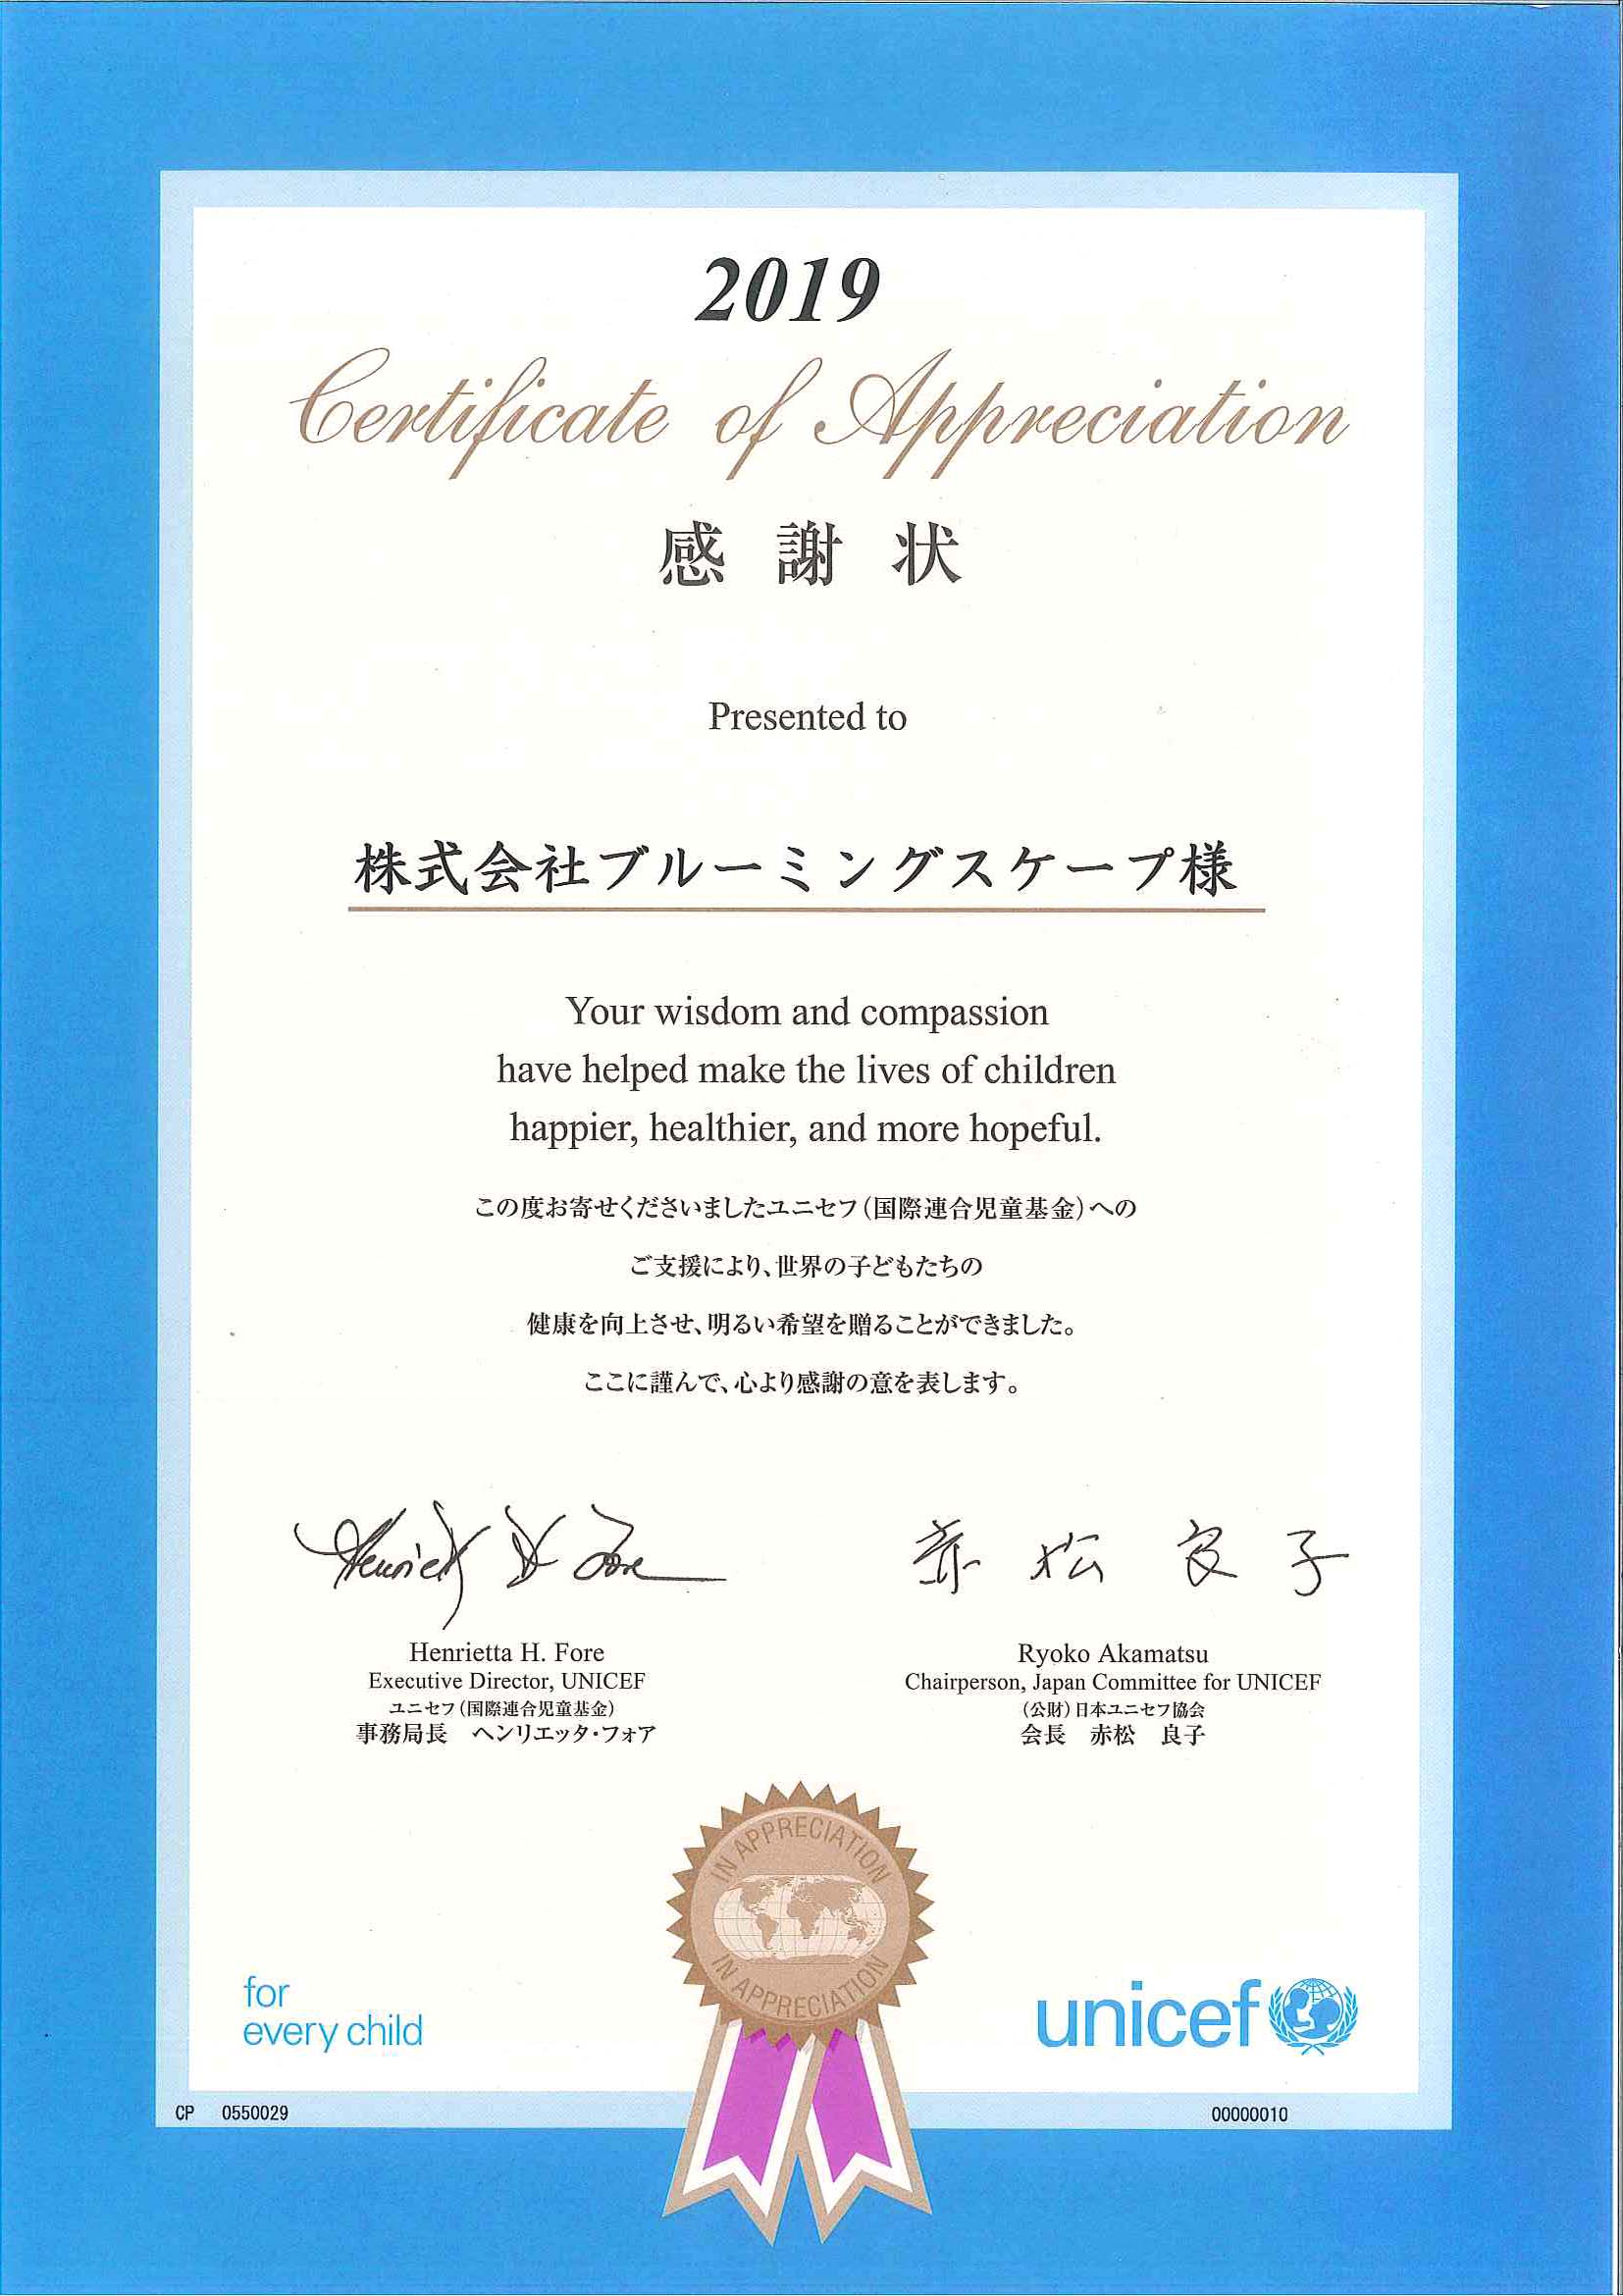 2019
Certificate of Appreciation
感 謝 状
Presented to
株式会社ブルーミングスケープ様
Your wisdom and compassion
have helped make the lives of children
happier, healthier, and more hopeful.
この度お寄せくださいましたユニセフ（国際連合児童基金）への
ご支援により、世界の子どもたちの
健康を向上させ、明るい希望を贈ることができました。
ここに謹んで、心より感謝の意を表します。
Henrietta H. Fore
赤松良子
Henrietta H. Fore
Executive Director, UNICEF
ユニセフ（国際連合児童基金）
事務局長 ヘンリエッタ・フォア
Ryoko Akamatsu
Chairperson, Japan Committee for UNICEF
（公財）日本ユニセフ協会
会長 赤松 良子
IN APPRECIATION
IN APPRECIATION
for
every child
unicef
CP 0550029
00000010